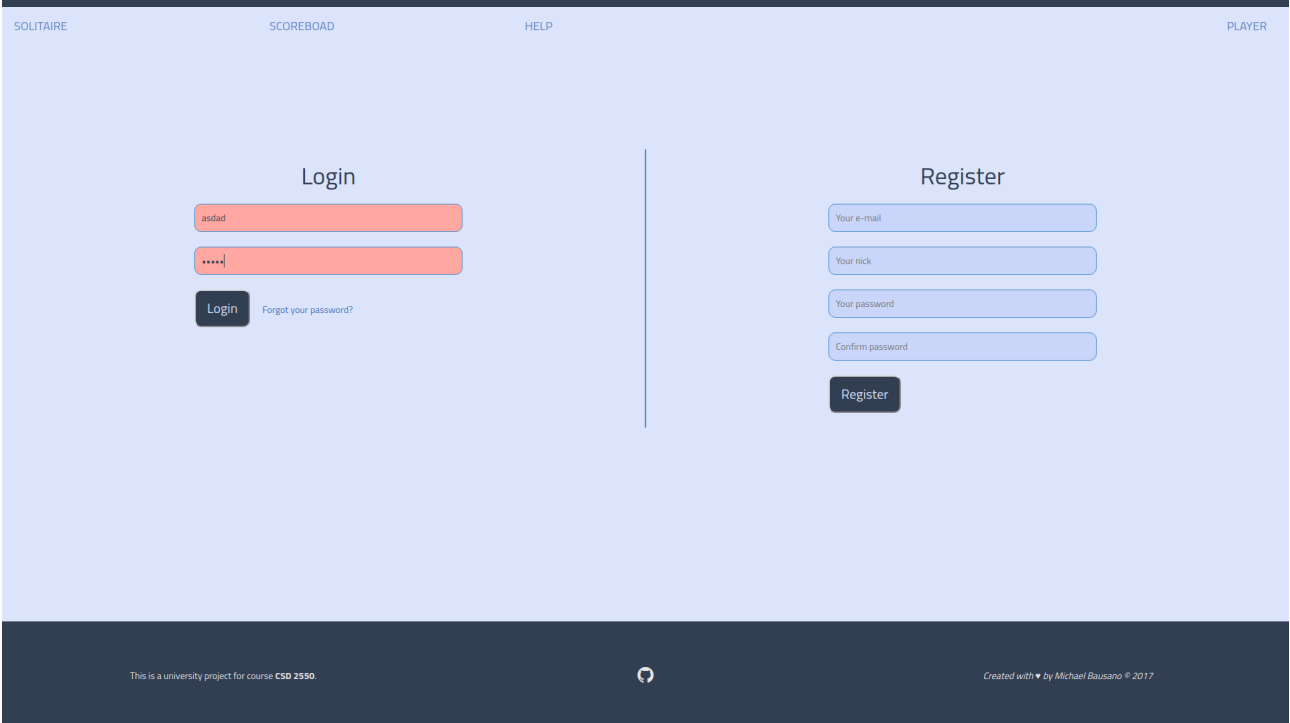 SOLITAIRE SCOREBOAD HELP PLAYER
Login
asdad
•••••
Login Forgot your password?
Register
Your e-mail
Your nick
Your password
Confirm password
Register
This is a university project for course CSD 2550.
Created with ♥ by Michael Bausano © 2017